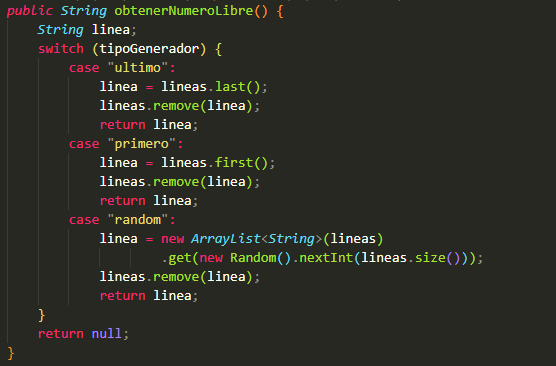 public String obtenerNumeroLibre() {
String linea;
switch (tipoGenerador) {
case "ultimo":
linea = lineas.last();
lineas.remove(linea);
return linea;
case "primero":
linea = lineas.first();
lineas.remove(linea);
return linea;
case "random":
linea = new ArrayList<String>(lineas)
.get(new Random().nextInt(lineas.size()));
lineas.remove(linea);
return linea;
}
return null;
}